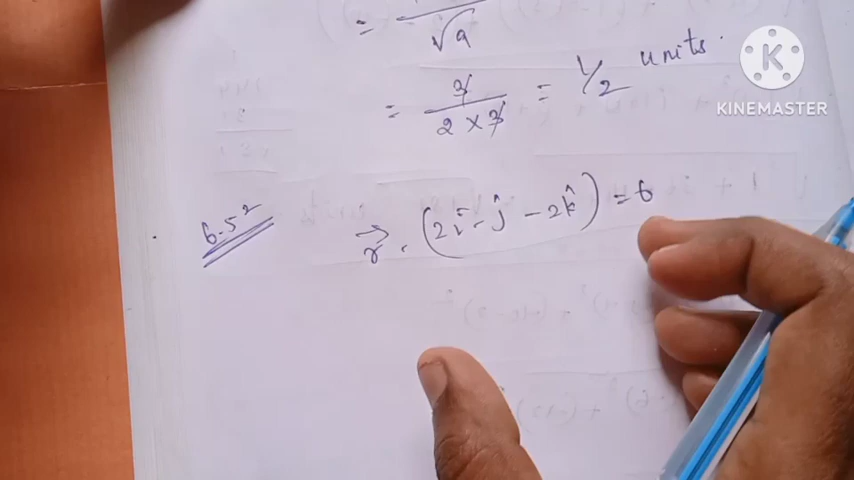 = / √9
= 3 / 2 × 3 = 1/2 units.
6.52
r⃗ . (2î - ĵ - 2k̂) = 6
KINEMASTER